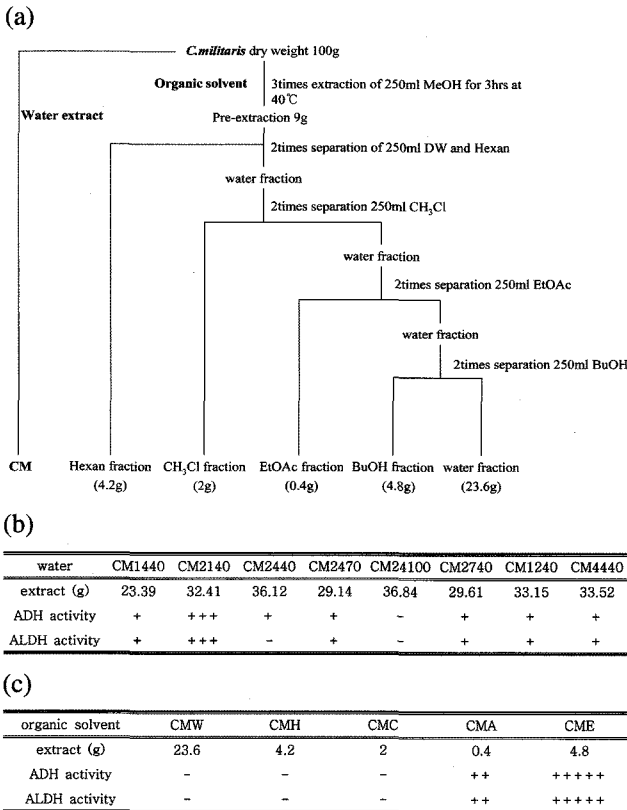 (a)
C.militaris dry weight 100g
Organic solvent
3times extraction of 250ml MeOH for 3hrs at
40℃
Water extract
Pre-extraction 9g
2times separation of 250ml DW and Hexan
water fraction
2times separation 250ml CH₃Cl
water fraction
2times separation 250ml EtOAc
water fraction
2times separation 250ml BuOH
CM Hexan fraction CH₃Cl fraction EtOAc fraction BuOH fraction water fraction
(4.2g) (2g) (0.4g) (4.8g) (23.6g)
(b)
water CM1440 CM2140 CM2440 CM2470 CM24100 CM2740 CM1240 CM4440
extract (g) 23.39 32.41 36.12 29.14 36.84 29.61 33.15 33.52
ADH activity + +++ + + - + + +
ALDH activity + +++ - + - + + +
(c)
organic solvent CMW CMH CMC CMA CME
extract (g) 23.6 4.2 2 0.4 4.8
ADH activity - - - ++ +++++
ALDH activity - - - ++ +++++